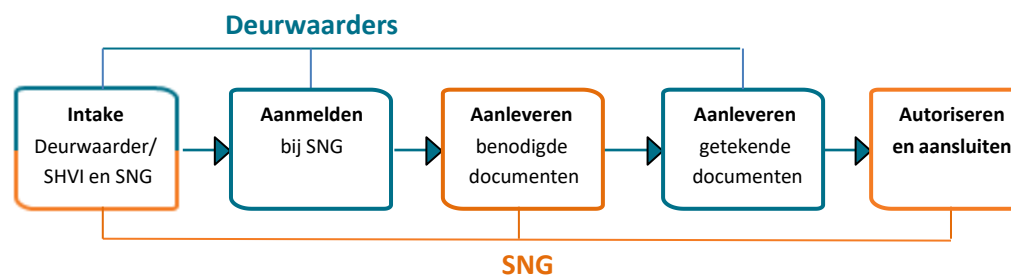 Deurwaarders
Intake
Deurwaarder/
SHVI en SNG
Aanmelden
bij SNG
Aanleveren
benodigde
documenten
Aanleveren
getekende
documenten
Autoriseren
en aansluiten
SNG